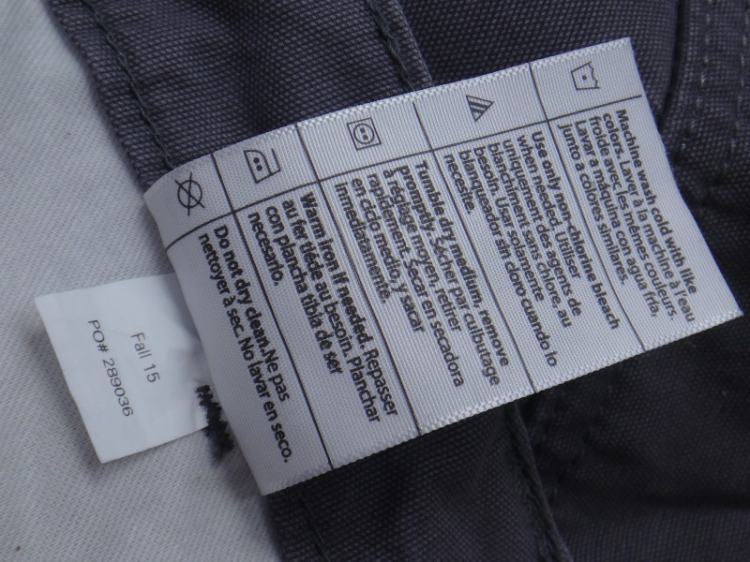 Machine wash cold with like
colors. Laver à la machine à l'eau
froide avec les mêmes couleurs.
Lavar a máquina con agua fría,
junto a colores similares.
Use only non-chlorine bleach
when needed. Utiliser
uniquement des agents de
blanchiment sans chlore, au
besoin. Use solamente
blanqueador sin cloro cuando lo
necesite.
Tumble dry medium, remove
promptly. Sécher par culbutage
à réglage moyen, retirer
rapidement. Secar en secadora
en ciclo medio, y sacar
immediatamente.
Warm iron if needed. Repasser
au fer tiède au besoin. Planchar
con plancha tibia de ser
necesario.
Do not dry clean.Ne pas
nettoyer à sec. No lavar en seco.
Fall 15
PO# 289036